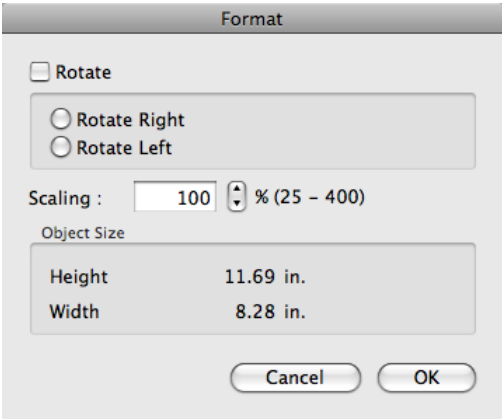 Format
Rotate
Rotate Right
Rotate Left
Scaling : 100 % (25 – 400)
Object Size
Height 11.69 in.
Width 8.28 in.
Cancel OK